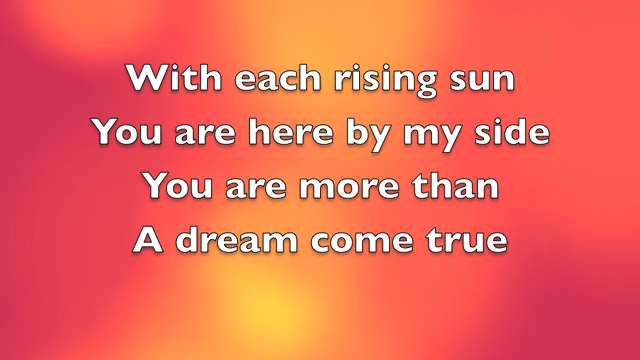 With each rising sun
You are here by my side
You are more than
A dream come true